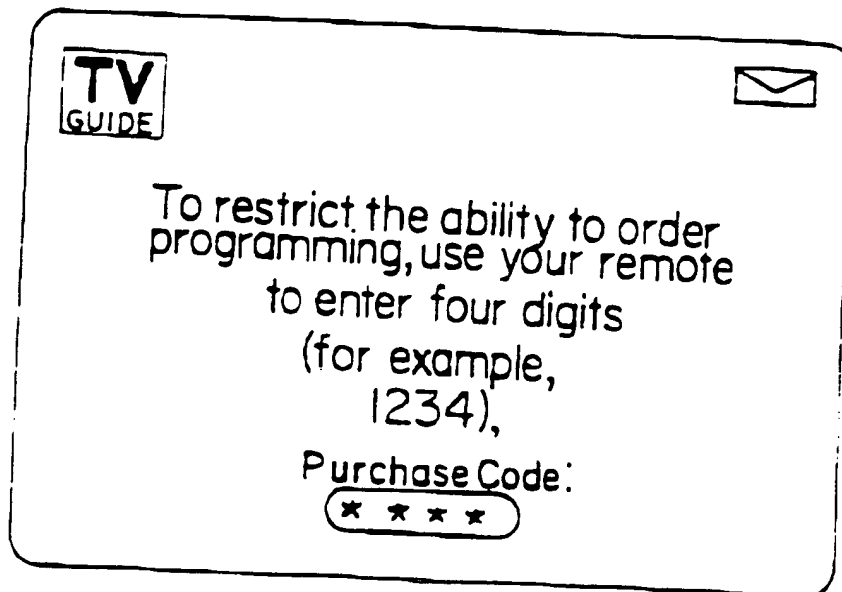 TV
GUIDE
To restrict the ability to order
programming, use your remote
to enter four digits
(for example,
1234),
Purchase Code:
* * * *